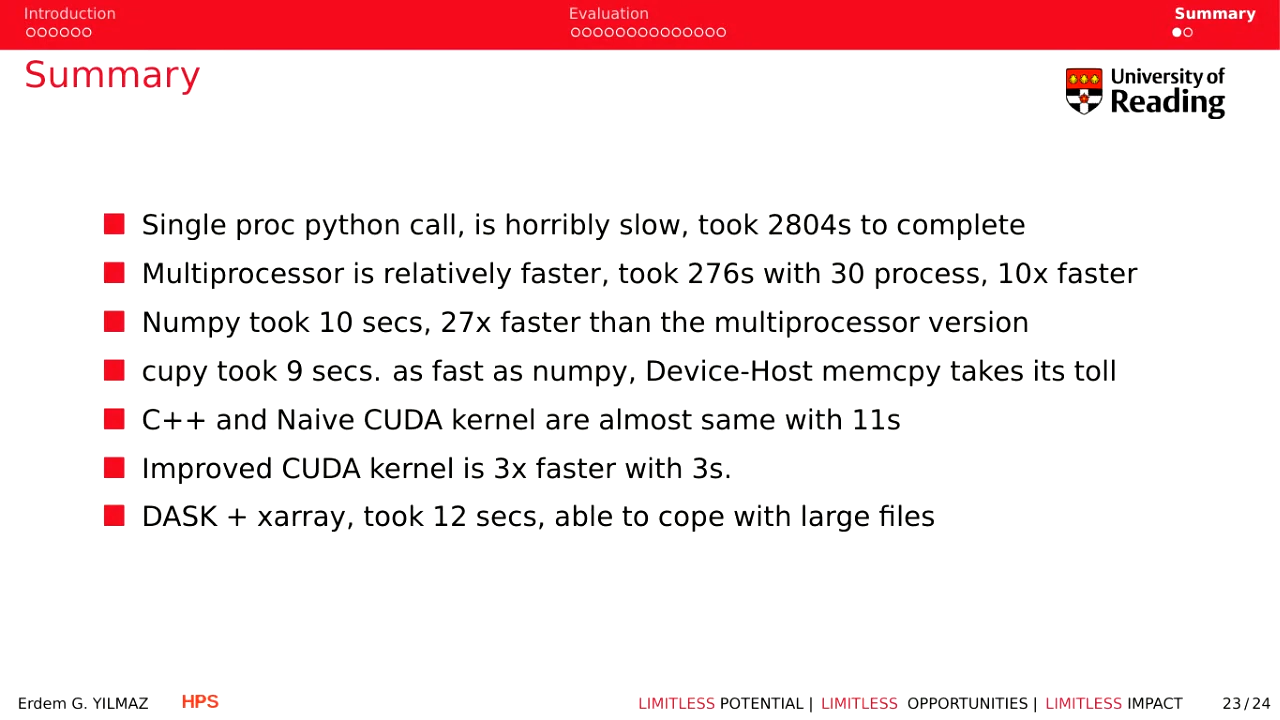 Introduction
Evaluation
Summary
Summary
University of
Reading
Single proc python call, is horribly slow, took 2804s to complete
Multiprocessor is relatively faster, took 276s with 30 process, 10x faster
Numpy took 10 secs, 27x faster than the multiprocessor version
cupy took 9 secs. as fast as numpy, Device-Host memcpy takes its toll
C++ and Naive CUDA kernel are almost same with 11s
Improved CUDA kernel is 3x faster with 3s.
DASK + xarray, took 12 secs, able to cope with large files
Erdem G. YILMAZ HPS LIMITLESS POTENTIAL | LIMITLESS OPPORTUNITIES | LIMITLESS IMPACT 23/24